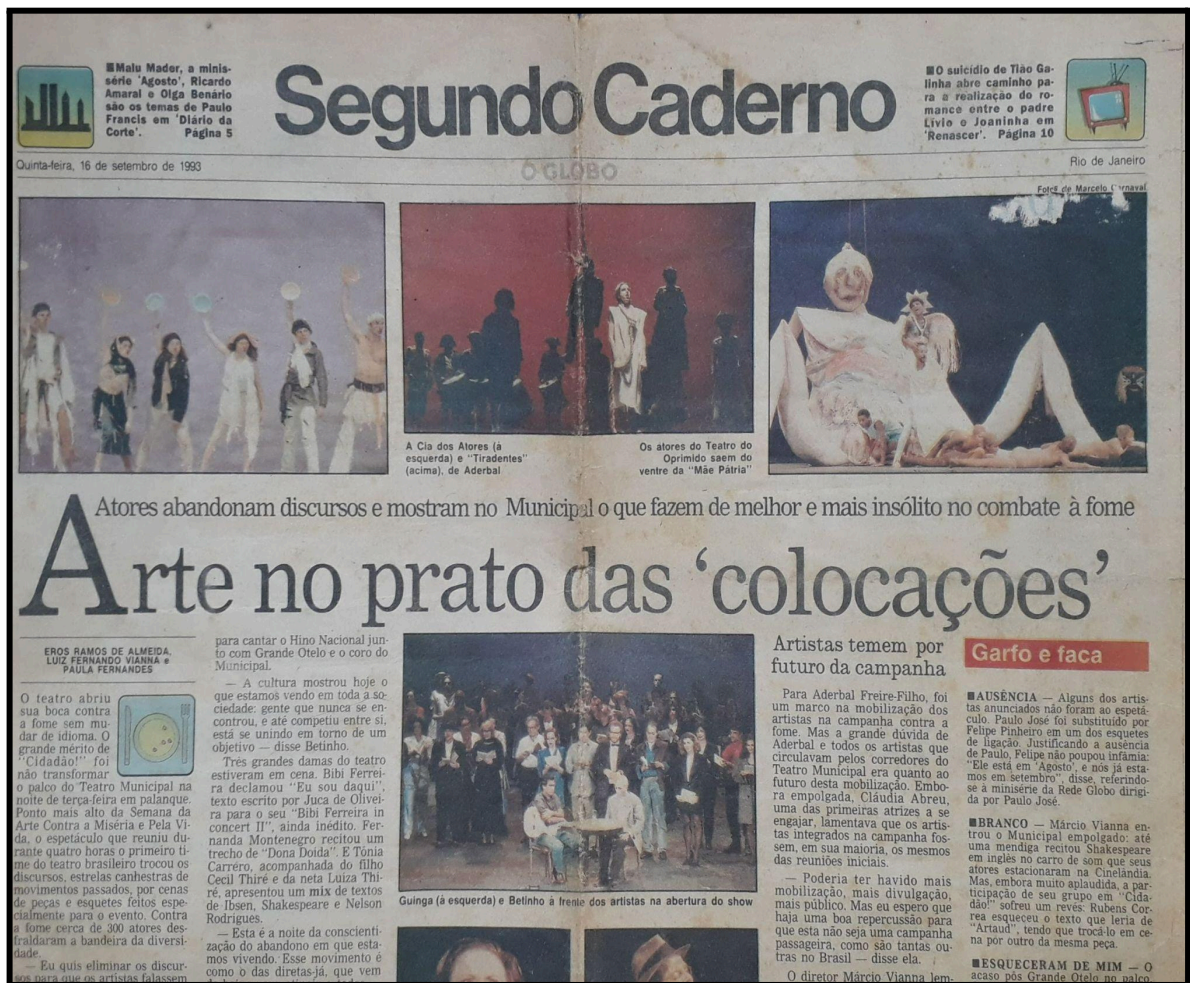 ■Malu Mader, a minis-
série 'Agosto', Ricardo
Amaral e Olga Benário
são os temas de Paulo
Francis em 'Diário da
Corte'. Página 5
Segundo Caderno
■O suicídio de Tião Ga-
linha abre caminho pa-
ra a realização do ro-
mance entre o padre
Lívio e Joaninha em
'Renascer'. Página 10
Quinta-feira, 16 de setembro de 1993
O GLOBO
Rio de Janeiro
Fotos de Marcelo Carnaval
A Cia dos Atores (à
esquerda) e "Tiradentes"
(acima), de Aderbal
Os atores do Teatro do
Oprimido saem do
ventre da "Mãe Pátria"
Atores abandonam discursos e mostram no Municipal o que fazem de melhor e mais insólito no combate à fome
Arte no prato das 'colocações'
EROS RAMOS DE ALMEIDA,
LUIZ FERNANDO VIANNA e
PAULA FERNANDES
O teatro abriu
sua boca contra
a fome sem mu-
dar de idioma. O
grande mérito de
"Cidadão!" foi
não transformar
o palco do Teatro Municipal na
noite de terça-feira em palanque.
Ponto mais alto da Semana da
Arte Contra a Miséria e Pela Vi-
da, o espetáculo que reuniu du-
rante quatro horas o primeiro ti-
me do teatro brasileiro trocou os
discursos, estrelas canhestras de
movimentos passados, por cenas
de peças e esquetes feitos espe-
cialmente para o evento. Contra
a fome cerca de 300 atores des-
fraldaram a bandeira da diversi-
dade.
— Eu quis eliminar os discur-
sos para que os artistas falassem
para cantar o Hino Nacional jun-
to com Grande Otelo e o coro do
Municipal.
— A cultura mostrou hoje o
que estamos vendo em toda a so-
ciedade: gente que nunca se en-
controu, e até competiu entre si,
está se unindo em torno de um
objetivo — disse Betinho.
Três grandes damas do teatro
estiveram em cena. Bibi Ferrei-
ra declamou "Eu sou daqui",
texto escrito por Juca de Olivei-
ra para o seu "Bibi Ferreira in
concert II", ainda inédito. Fer-
nanda Montenegro recitou um
trecho de "Dona Doida". E Tônia
Carrero, acompanhada do filho
Cecil Thiré e da neta Luiza Thi-
ré, apresentou um mix de textos
de Ibsen, Shakespeare e Nelson
Rodrigues.
— Esta é a noite da conscienti-
zação do abandono em que esta-
mos vivendo. Esse movimento é
como o das diretas-já, que vem
Guinga (à esquerda) e Betinho à frente dos artistas na abertura do show
Artistas temem por
futuro da campanha
Para Aderbal Freire-Filho, foi
um marco na mobilização dos
artistas na campanha contra a
fome. Mas a grande dúvida de
Aderbal e todos os artistas que
circulavam pelos corredores do
Teatro Municipal era quanto ao
futuro desta mobilização. Embo-
ra empolgada, Cláudia Abreu,
uma das primeiras atrizes a se
engajar, lamentava que os artis-
tas integrados na campanha fos-
sem, em sua maioria, os mesmos
das reuniões iniciais.
— Poderia ter havido mais
mobilização, mais divulgação,
mais público. Mas eu espero que
haja uma boa repercussão para
que esta não seja uma campanha
passageira, como são tantas ou-
tras no Brasil — disse ela.
O diretor Márcio Vianna lem-
Garfo e faca
■AUSÊNCIA — Alguns dos artis-
tas anunciados não foram ao espetá-
culo. Paulo José foi substituído por
Felipe Pinheiro em um dos esquetes
de ligação. Justificando a ausência
de Paulo, Felipe não poupou infâmia:
"Ele está em 'Agosto', e nós já esta-
mos em setembro", disse, referindo-
se à minisérie da Rede Globo dirigi-
da por Paulo José.
■BRANCO — Márcio Vianna en-
trou o Municipal empolgado: até
uma mendiga recitou Shakespeare
em inglês no carro de som que seus
atores estacionaram na Cinelândia.
Mas, embora muito aplaudida, a par-
ticipação de seu grupo em "Cida-
dão!" sofreu um revés: Rubens Cor-
rea esqueceu o texto que leria de
"Artaud", tendo que trocá-lo em ce-
na por outro da mesma peça.
■ESQUECERAM DE MIM — O
acaso pôs Grande Otelo no palco